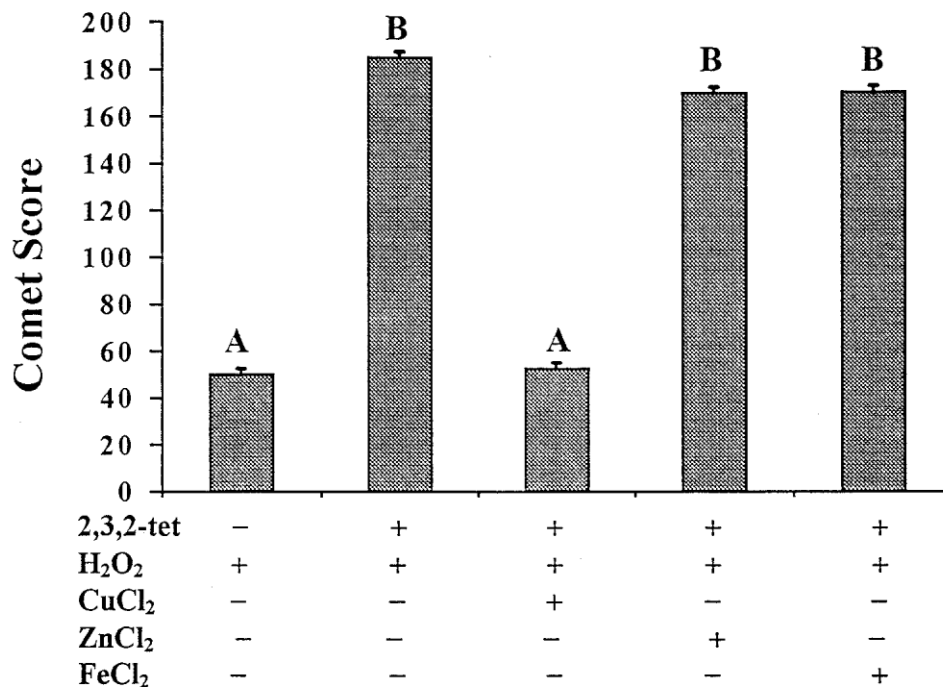 200
180
160
140
120
100
80
60
40
20
0
Comet Score
A
B
A
B
B
2,3,2-tet − + + + +
H₂O₂ + + + + +
CuCl₂ − − + − −
ZnCl₂ − − − + −
FeCl₂ − − − − +